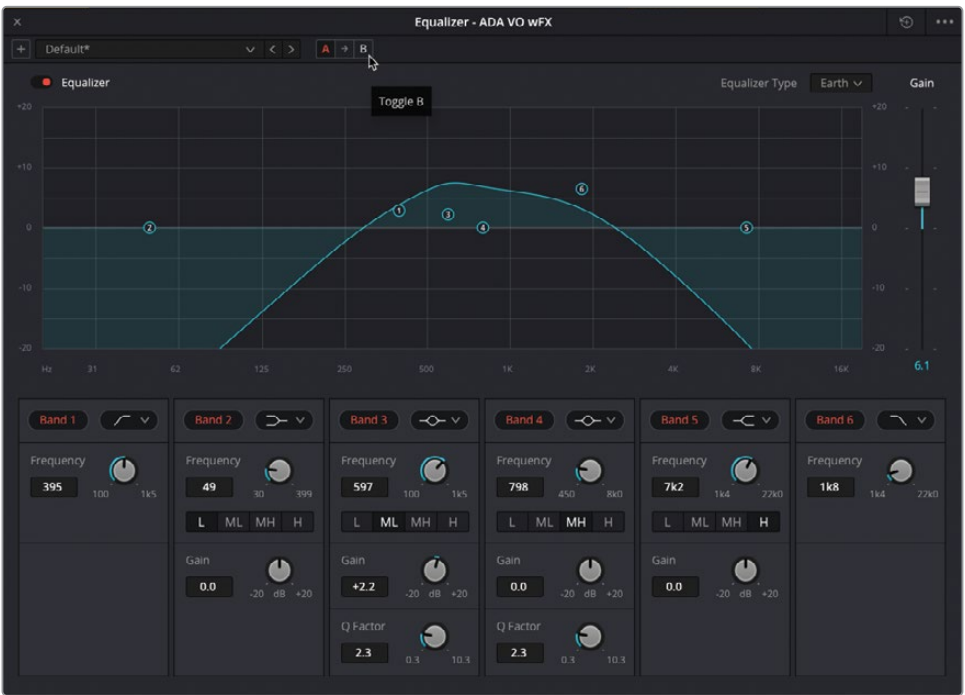 Equalizer - ADA VO wFX
Default*
A B
Toggle B
Equalizer
Equalizer Type Earth Gain
+20 +20
+10 +10
0 0
-10 -10
-20 -20
1 2 3 4 5 6
Hz 31 62 125 250 500 1K 2K 4K 8K 16K
6.1
Band 1 Band 2 Band 3 Band 4 Band 5 Band 6
Frequency Frequency Frequency Frequency Frequency Frequency
395 100 1k5 49 30 399 597 100 1k5 798 450 8k0 7k2 1k4 22k0 1k8 1k4 22k0
L ML MH H L ML MH H L ML MH H L ML MH H
Gain Gain Gain Gain
0.0 -20 dB +20 +2.2 -20 dB +20 0.0 -20 dB +20 0.0 -20 dB +20
Q Factor Q Factor
2.3 0.3 10.3 2.3 0.3 10.3